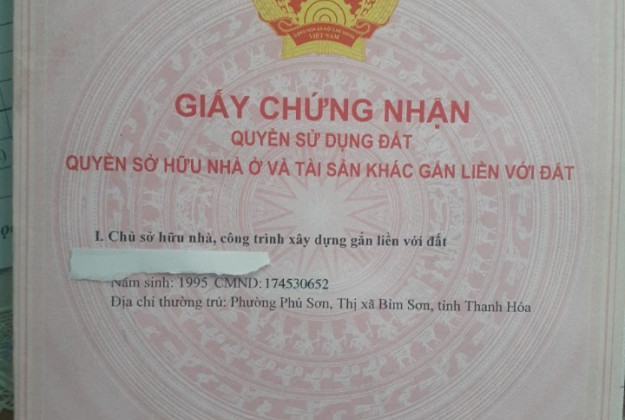 VIỆT NAM
GIẤY CHỨNG NHẬN
QUYỀN SỬ DỤNG ĐẤT
QUYỀN SỞ HỮU NHÀ Ở VÀ TÀI SẢN KHÁC GẮN LIỀN VỚI ĐẤT
I. Chủ sở hữu nhà, công trình xây dựng gắn liền với đất
Năm sinh: 1995 CMND: 174530652
Địa chỉ thường trú: Phường Phú Sơn, Thị xã Bỉm Sơn, tỉnh Thanh Hóa